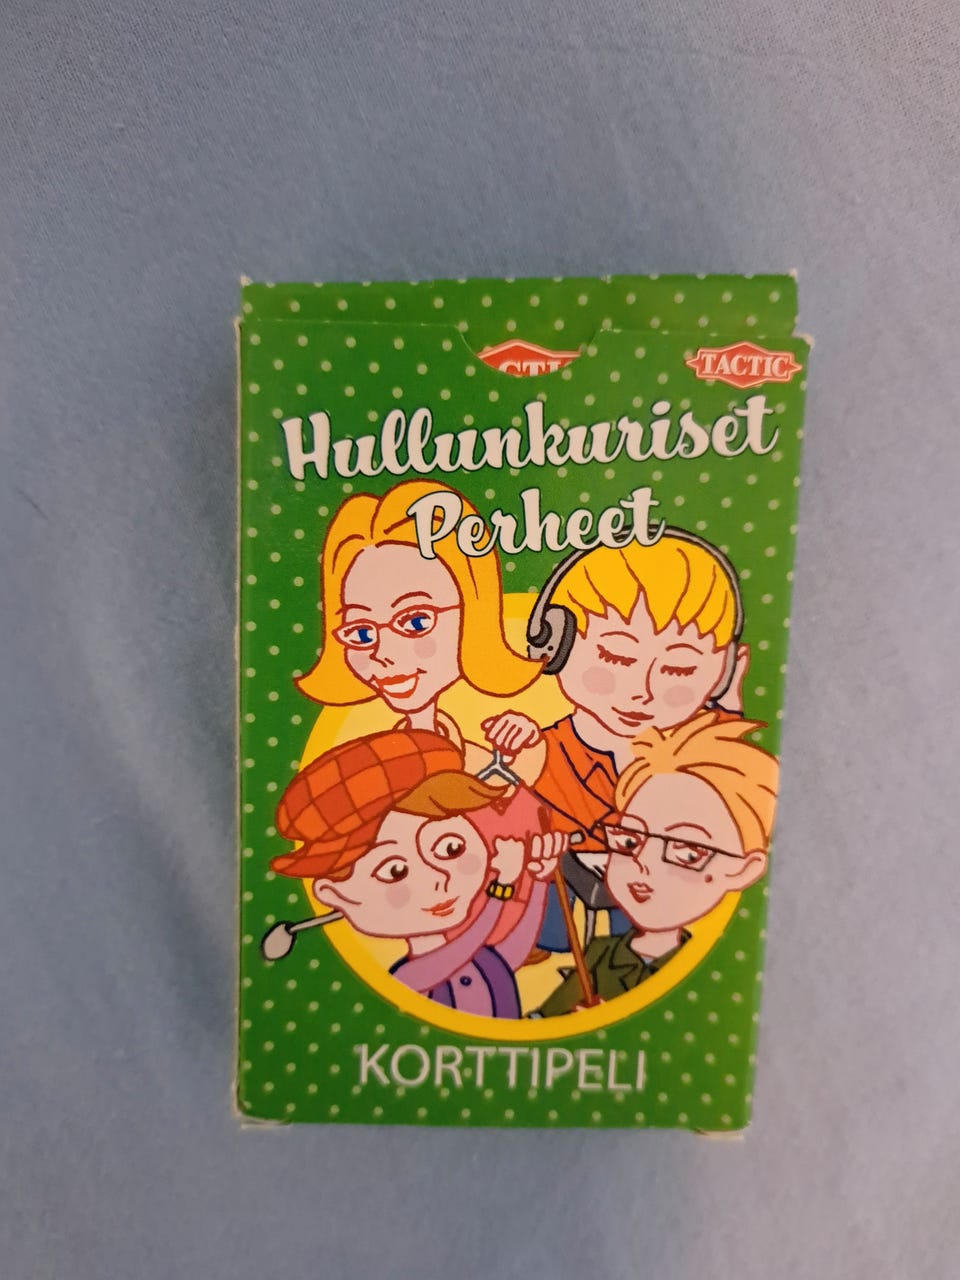 TACTIC
Hullunkuriset
Perheet
KORTTIPELI